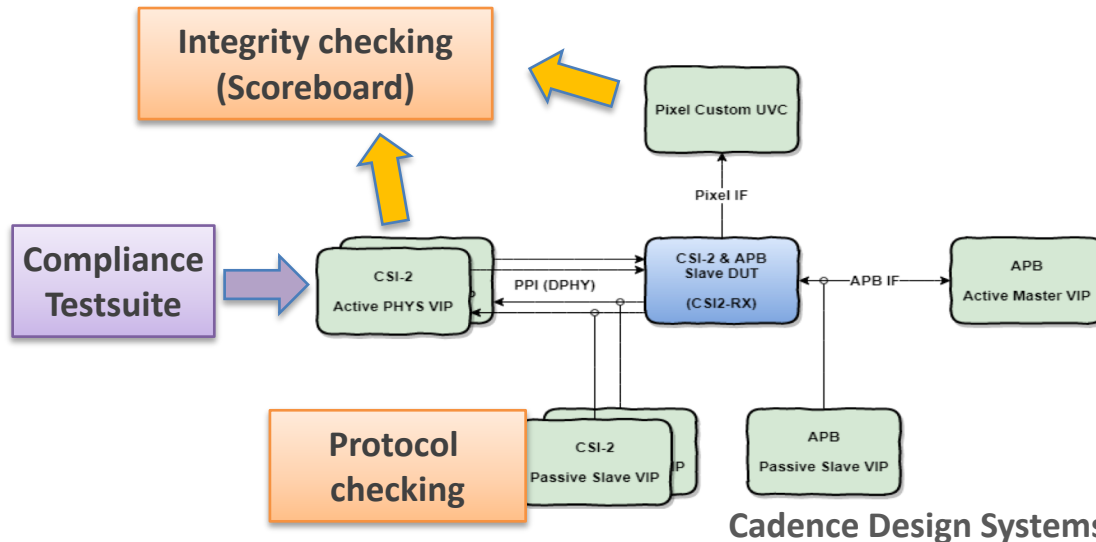 Integrity checking
(Scoreboard)
Pixel Custom UVC
Pixel IF
Compliance
Testsuite
CSI-2
Active PHYS VIP
P
PPI (DPHY)
CSI-2 & APB
Slave DUT
(CSI2-RX)
APB IF
APB
Active Master VIP
Protocol
checking
CSI-2
Passive Slave VIP
IP
APB
Passive Slave VIP
Cadence Design Systems